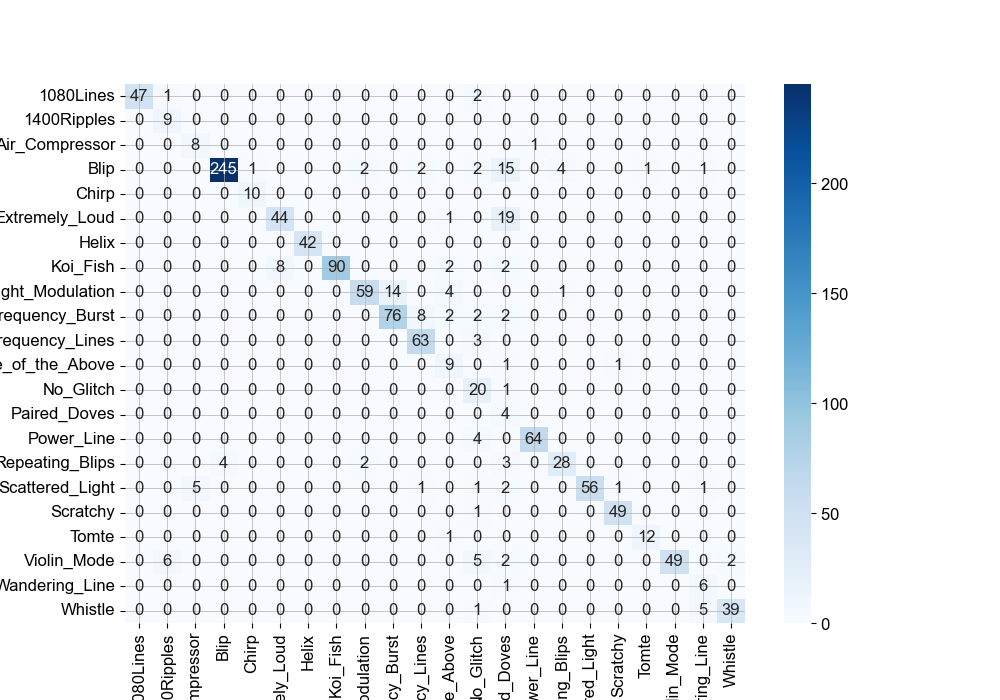 1080Lines 47 1 0 0 0 0 0 0 0 0 0 0 2 0 0 0 0 0 0 0 0 0
1400Ripples 0 9 0 0 0 0 0 0 0 0 0 0 0 0 0 0 0 0 0 0 0 0
Air_Compressor 0 0 8 0 0 0 0 0 0 0 0 0 0 0 1 0 0 0 0 0 0 0
Blip 0 0 0 245 1 0 0 0 2 0 2 0 2 15 0 4 0 0 1 0 1 0
Chirp 0 0 0 0 10 0 0 0 0 0 0 0 0 0 0 0 0 0 0 0 0 0
Extremely_Loud 0 0 0 0 0 44 0 0 0 0 0 1 0 19 0 0 0 0 0 0 0 0
Helix 0 0 0 0 0 0 42 0 0 0 0 0 0 0 0 0 0 0 0 0 0 0
Koi_Fish 0 0 0 0 0 8 0 90 0 0 0 2 0 2 0 0 0 0 0 0 0 0
ght_Modulation 0 0 0 0 0 0 0 0 59 14 0 4 0 0 0 1 0 0 0 0 0 0
requency_Burst 0 0 0 0 0 0 0 0 0 76 8 2 2 2 0 0 0 0 0 0 0 0
requency_Lines 0 0 0 0 0 0 0 0 0 0 63 0 3 0 0 0 0 0 0 0 0 0
e_of_the_Above 0 0 0 0 0 0 0 0 0 0 0 9 0 1 0 0 0 1 0 0 0 0
No_Glitch 0 0 0 0 0 0 0 0 0 0 0 0 20 1 0 0 0 0 0 0 0 0
Paired_Doves 0 0 0 0 0 0 0 0 0 0 0 0 0 4 0 0 0 0 0 0 0 0
Power_Line 0 0 0 0 0 0 0 0 0 0 0 0 4 0 64 0 0 0 0 0 0 0
Repeating_Blips 0 0 0 4 0 0 0 0 2 0 0 0 0 3 0 28 0 0 0 0 0 0
Scattered_Light 0 0 5 0 0 0 0 0 0 0 1 0 1 2 0 0 56 1 0 0 1 0
Scratchy 0 0 0 0 0 0 0 0 0 0 0 0 1 0 0 0 0 49 0 0 0 0
Tomte 0 0 0 0 0 0 0 0 0 0 0 1 0 0 0 0 0 0 12 0 0 0
Violin_Mode 0 6 0 0 0 0 0 0 0 0 0 0 5 2 0 0 0 0 0 49 0 2
Wandering_Line 0 0 0 0 0 0 0 0 0 0 0 0 0 1 0 0 0 0 0 0 6 0
Whistle 0 0 0 0 0 0 0 0 0 0 0 0 1 0 0 0 0 0 0 0 5 39
080Lines
0Ripples
mpressor
Blip
Chirp
ely_Loud
Helix
Koi_Fish
odulation
cy_Burst
cy_Lines
e_Above
No_Glitch
d_Doves
wer_Line
ng_Blips
red_Light
Scratchy
Tomte
in_Mode
ring_Line
Whistle
200
150
100
50
0